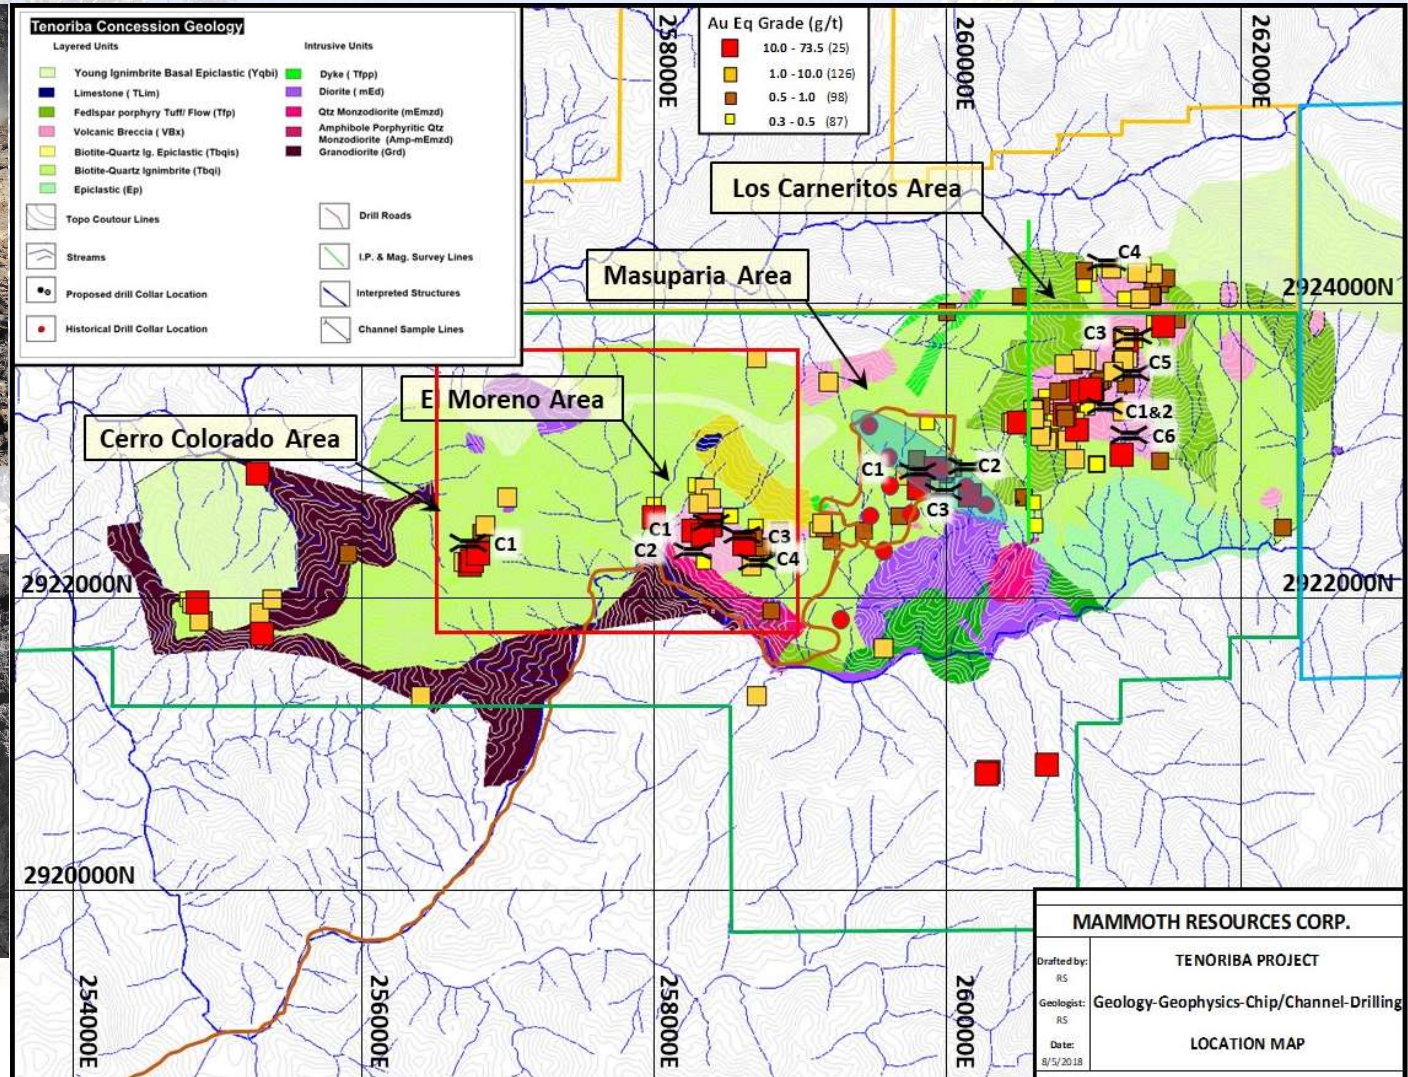 Tenoriba Concession Geology
Layered Units
Young Ignimbrite Basal Epiclastic (Yqbi)
Limestone ( TLim)
Fedlspar porphyry Tuff/ Flow (Tfp)
Volcanic Breccia ( VBx)
Biotite-Quartz Ig. Epiclastic (Tbqis)
Biotite-Quartz Ignimbrite (Tbqi)
Epiclastic (Ep)
Intrusive Units
Dyke ( Tfpp)
Diorite ( mEd)
Qtz Monzodiorite (mEmzd)
Amphibole Porphyritic Qtz
Monzodiorite (Amp-mEmzd)
Granodiorite (Grd)
Topo Coutour Lines
Streams
Proposed drill Collar Location
Historical Drill Collar Location
Drill Roads
I.P. & Mag. Survey Lines
Interpreted Structures
Channel Sample Lines
Au Eq Grade (g/t)
10.0 - 73.5 (25)
1.0 - 10.0 (126)
0.5 - 1.0 (98)
0.3 - 0.5 (87)
258000E
260000E
262000E
Los Carneritos Area
Masuparia Area
El Moreno Area
Cerro Colorado Area
2924000N
C4
C3
C5
C1&2
C6
C1
C2
C3
C1
C2
C3
C4
C1
2922000N
2922000N
2920000N
254000E
256000E
258000E
260000E
MAMMOTH RESOURCES CORP.
Drafted by:
RS
TENORIBA PROJECT
Geologist:
RS
Geology-Geophysics-Chip/Channel-Drilling
Date:
8/5/2018
LOCATION MAP